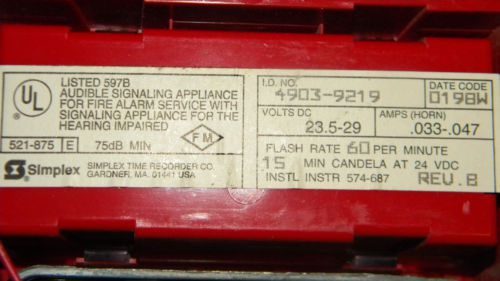 UL
LISTED 597B
AUDIBLE SIGNALING APPLIANCE
FOR FIRE ALARM SERVICE WITH
SIGNALING APPLIANCE FOR THE
HEARING IMPAIRED
FM
521-875 E 75dB MIN
Simplex
SIMPLEX TIME RECORDER CO.
GARDNER, MA. 01441 USA
I.D. NO.
4903-9219
DATE CODE
0198W
VOLTS DC
23.5-29
AMPS (HORN)
.033-.047
FLASH RATE 60 PER MINUTE
15 MIN CANDELA AT 24 VDC
INSTL INSTR 574-687 REV. B